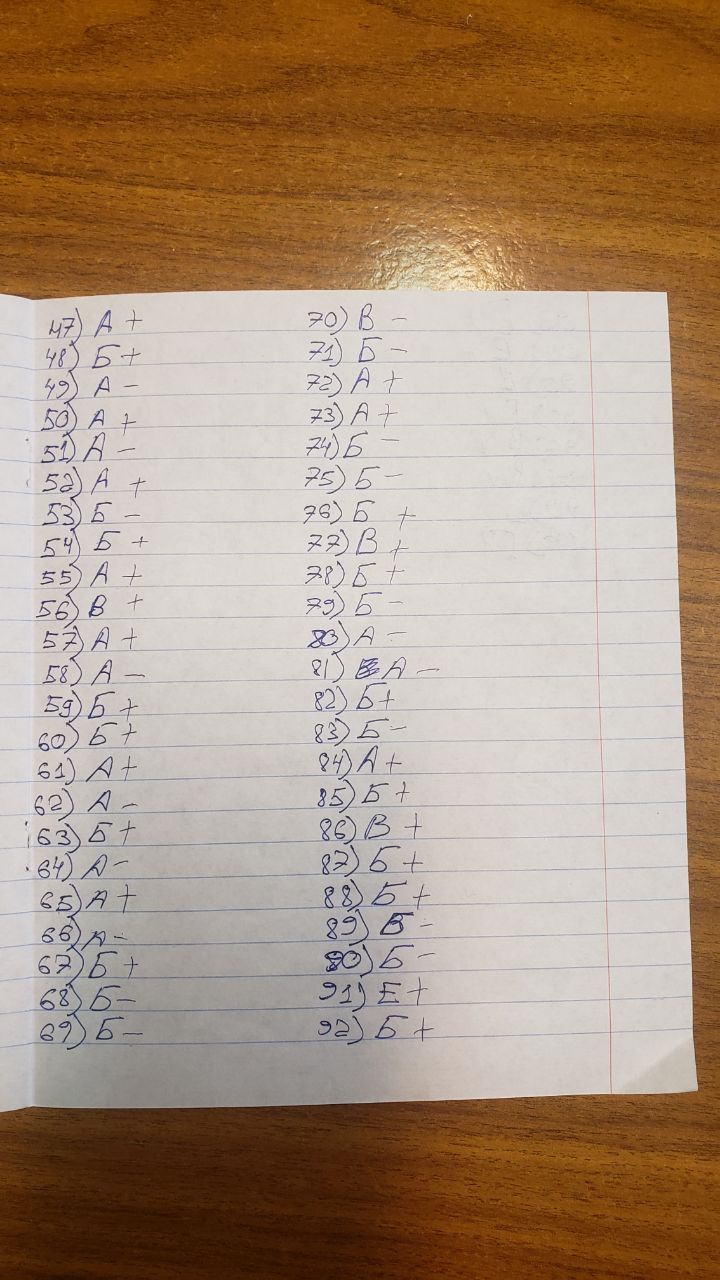 47) А +
48) Б +
49) А -
50) А +
51) А -
52) А +
53) Б -
54) Б +
55) А +
56) В +
57) А +
58) А -
59) Б +
60) Б +
61) А +
62) А -
63) Б +
64) А -
65) А +
66) А -
67) Б +
68) Б -
69) Б -
70) В -
71) Б -
72) А +
73) А +
74) Б -
75) Б -
76) Б +
77) В +
78) Б +
79) Б -
80) А -
81) А -
82) Б +
83) Б -
84) А +
85) Б +
86) В +
87) Б +
88) Б +
89) -
90) Б -
91) Е +
92) Б +